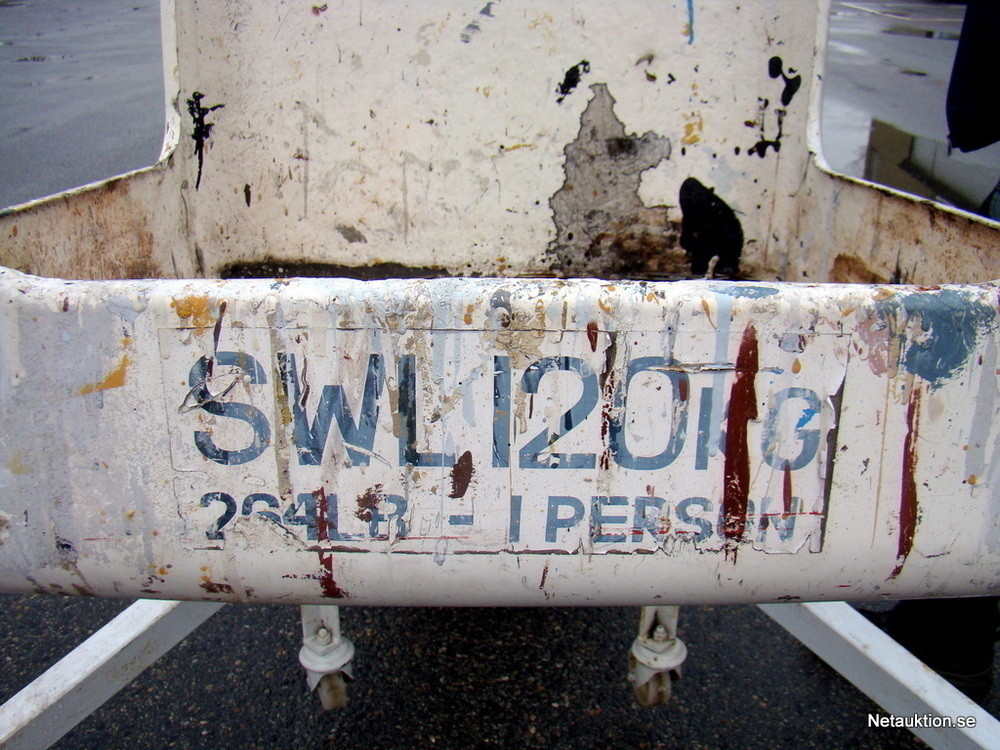 SWL 120KG
264LB - 1 PERSON
Netauktion.se